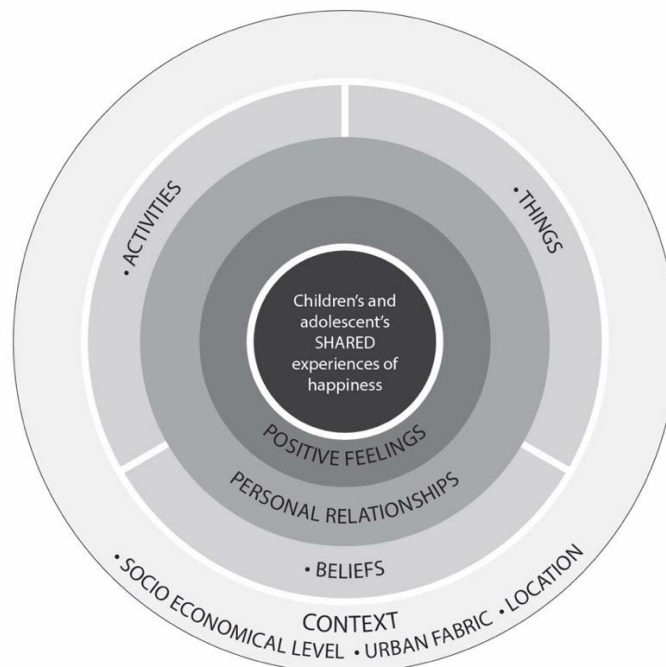 • ACTIVITIES
• THINGS
Children's and
adolescent's
SHARED
experiences of
happiness
POSITIVE FEELINGS
PERSONAL RELATIONSHIPS
• BELIEFS
CONTEXT
• SOCIO ECONOMICAL LEVEL • URBAN FABRIC • LOCATION